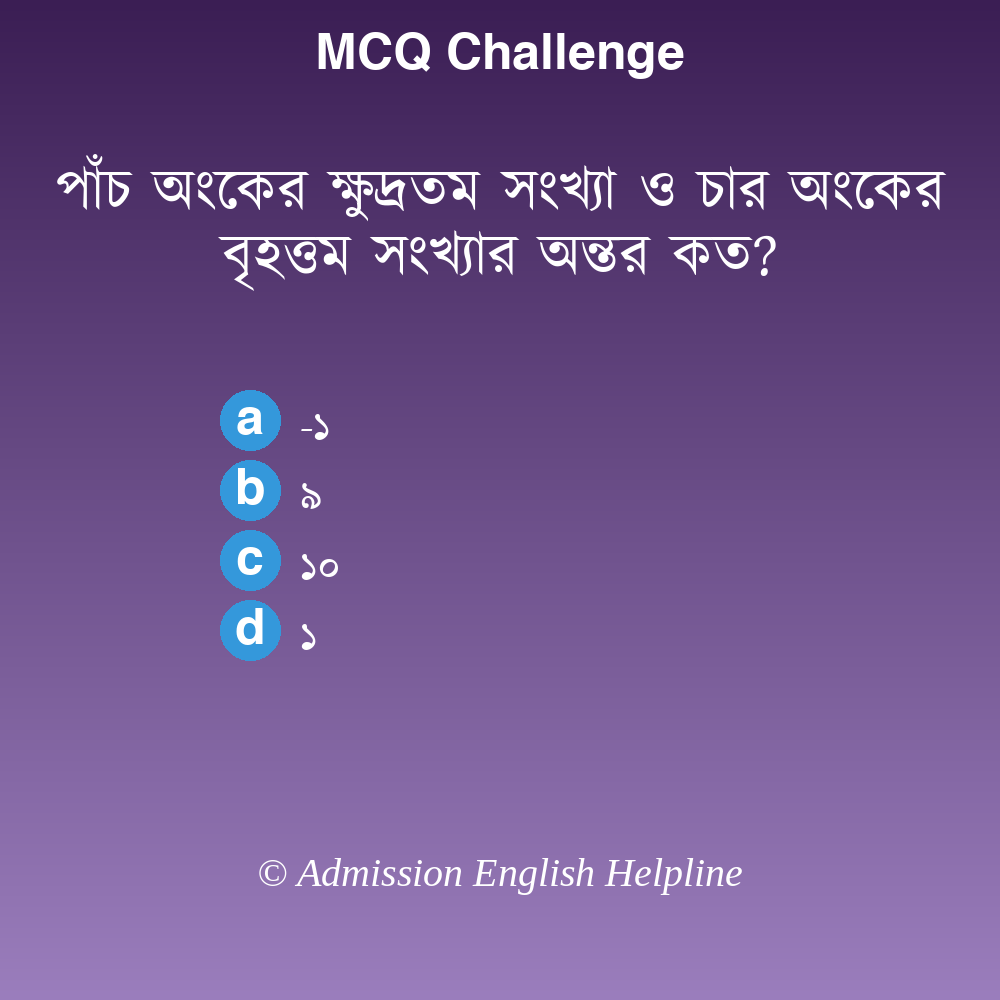 MCQ Challenge
পাঁচ অংকের ক্ষুদ্রতম সংখ্যা ও চার অংকের
বৃহত্তম সংখ্যার অন্তর কত?
a -১
b ৯
c ১০
d ১
© Admission English Helpline